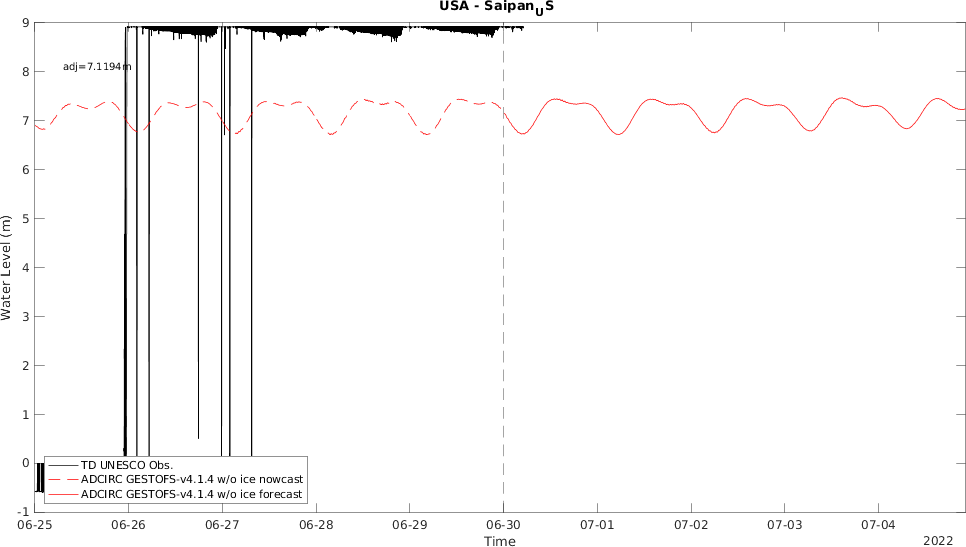 USA - Saipan_US
9
8
7
6
5
4
3
2
1
0
-1
Water Level (m)
adj=7.1194m
TD UNESCO Obs.
ADCIRC GESTOFS-v4.1.4 w/o ice nowcast
ADCIRC GESTOFS-v4.1.4 w/o ice forecast
06-25 06-26 06-27 06-28 06-29 06-30 07-01 07-02 07-03 07-04
Time
2022